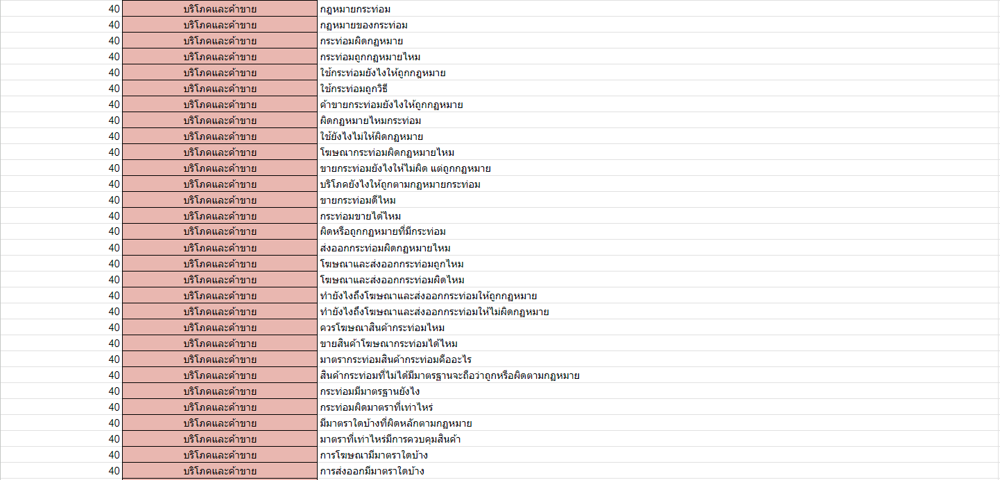 40 บริโภคและค้าขาย กฎหมายกระท่อม
40 บริโภคและค้าขาย กฎหมายของกระท่อม
40 บริโภคและค้าขาย กระท่อมผิดกฎหมาย
40 บริโภคและค้าขาย กระท่อมถูกกฎหมายไหม
40 บริโภคและค้าขาย ใช้กระท่อมยังไงให้ถูกกฎหมาย
40 บริโภคและค้าขาย ใช้กระท่อมถูกวิธี
40 บริโภคและค้าขาย ค้าขายกระท่อมยังไงให้ถูกกฎหมาย
40 บริโภคและค้าขาย ผิดกฎหมายไหมกระท่อม
40 บริโภคและค้าขาย ใช้ยังไงไม่ให้ผิดกฎหมาย
40 บริโภคและค้าขาย โฆษณากระท่อมผิดกฎหมายไหม
40 บริโภคและค้าขาย ขายกระท่อมยังไงให้ไม่ผิด แต่ถูกกฎหมาย
40 บริโภคและค้าขาย บริโภคยังไงให้ถูกตามกฎหมายกระท่อม
40 บริโภคและค้าขาย ขายกระท่อมดีไหม
40 บริโภคและค้าขาย กระท่อมขายได้ไหม
40 บริโภคและค้าขาย ผิดหรือถูกกฎหมายที่มีกระท่อม
40 บริโภคและค้าขาย ส่งออกกระท่อมผิดกฎหมายไหม
40 บริโภคและค้าขาย โฆษณาและส่งออกกระท่อมถูกไหม
40 บริโภคและค้าขาย โฆษณาและส่งออกกระท่อมผิดไหม
40 บริโภคและค้าขาย ทำยังไงถึงโฆษณาและส่งออกกระท่อมให้ถูกกฎหมาย
40 บริโภคและค้าขาย ทำยังไงถึงโฆษณาและส่งออกกระท่อมให้ไม่ผิดกฎหมาย
40 บริโภคและค้าขาย ควรโฆษณาสินค้ากระท่อมไหม
40 บริโภคและค้าขาย ขายสินค้าโฆษณากระท่อมได้ไหม
40 บริโภคและค้าขาย มาตรากระท่อมสินค้ากระท่อมคืออะไร
40 บริโภคและค้าขาย สินค้ากระท่อมที่ไม่ได้มีมาตรฐานจะถือว่าถูกหรือผิดตามกฎหมาย
40 บริโภคและค้าขาย กระท่อมมีมาตรฐานยังไง
40 บริโภคและค้าขาย กระท่อมผิดมาตราที่เท่าไหร่
40 บริโภคและค้าขาย มีมาตราใดบ้างที่ผิดหลักตามกฎหมาย
40 บริโภคและค้าขาย มาตราที่เท่าไหร่มีการควบคุมสินค้า
40 บริโภคและค้าขาย การโฆษณามีมาตราใดบ้าง
40 บริโภคและค้าขาย การส่งออกมีมาตราใดบ้าง